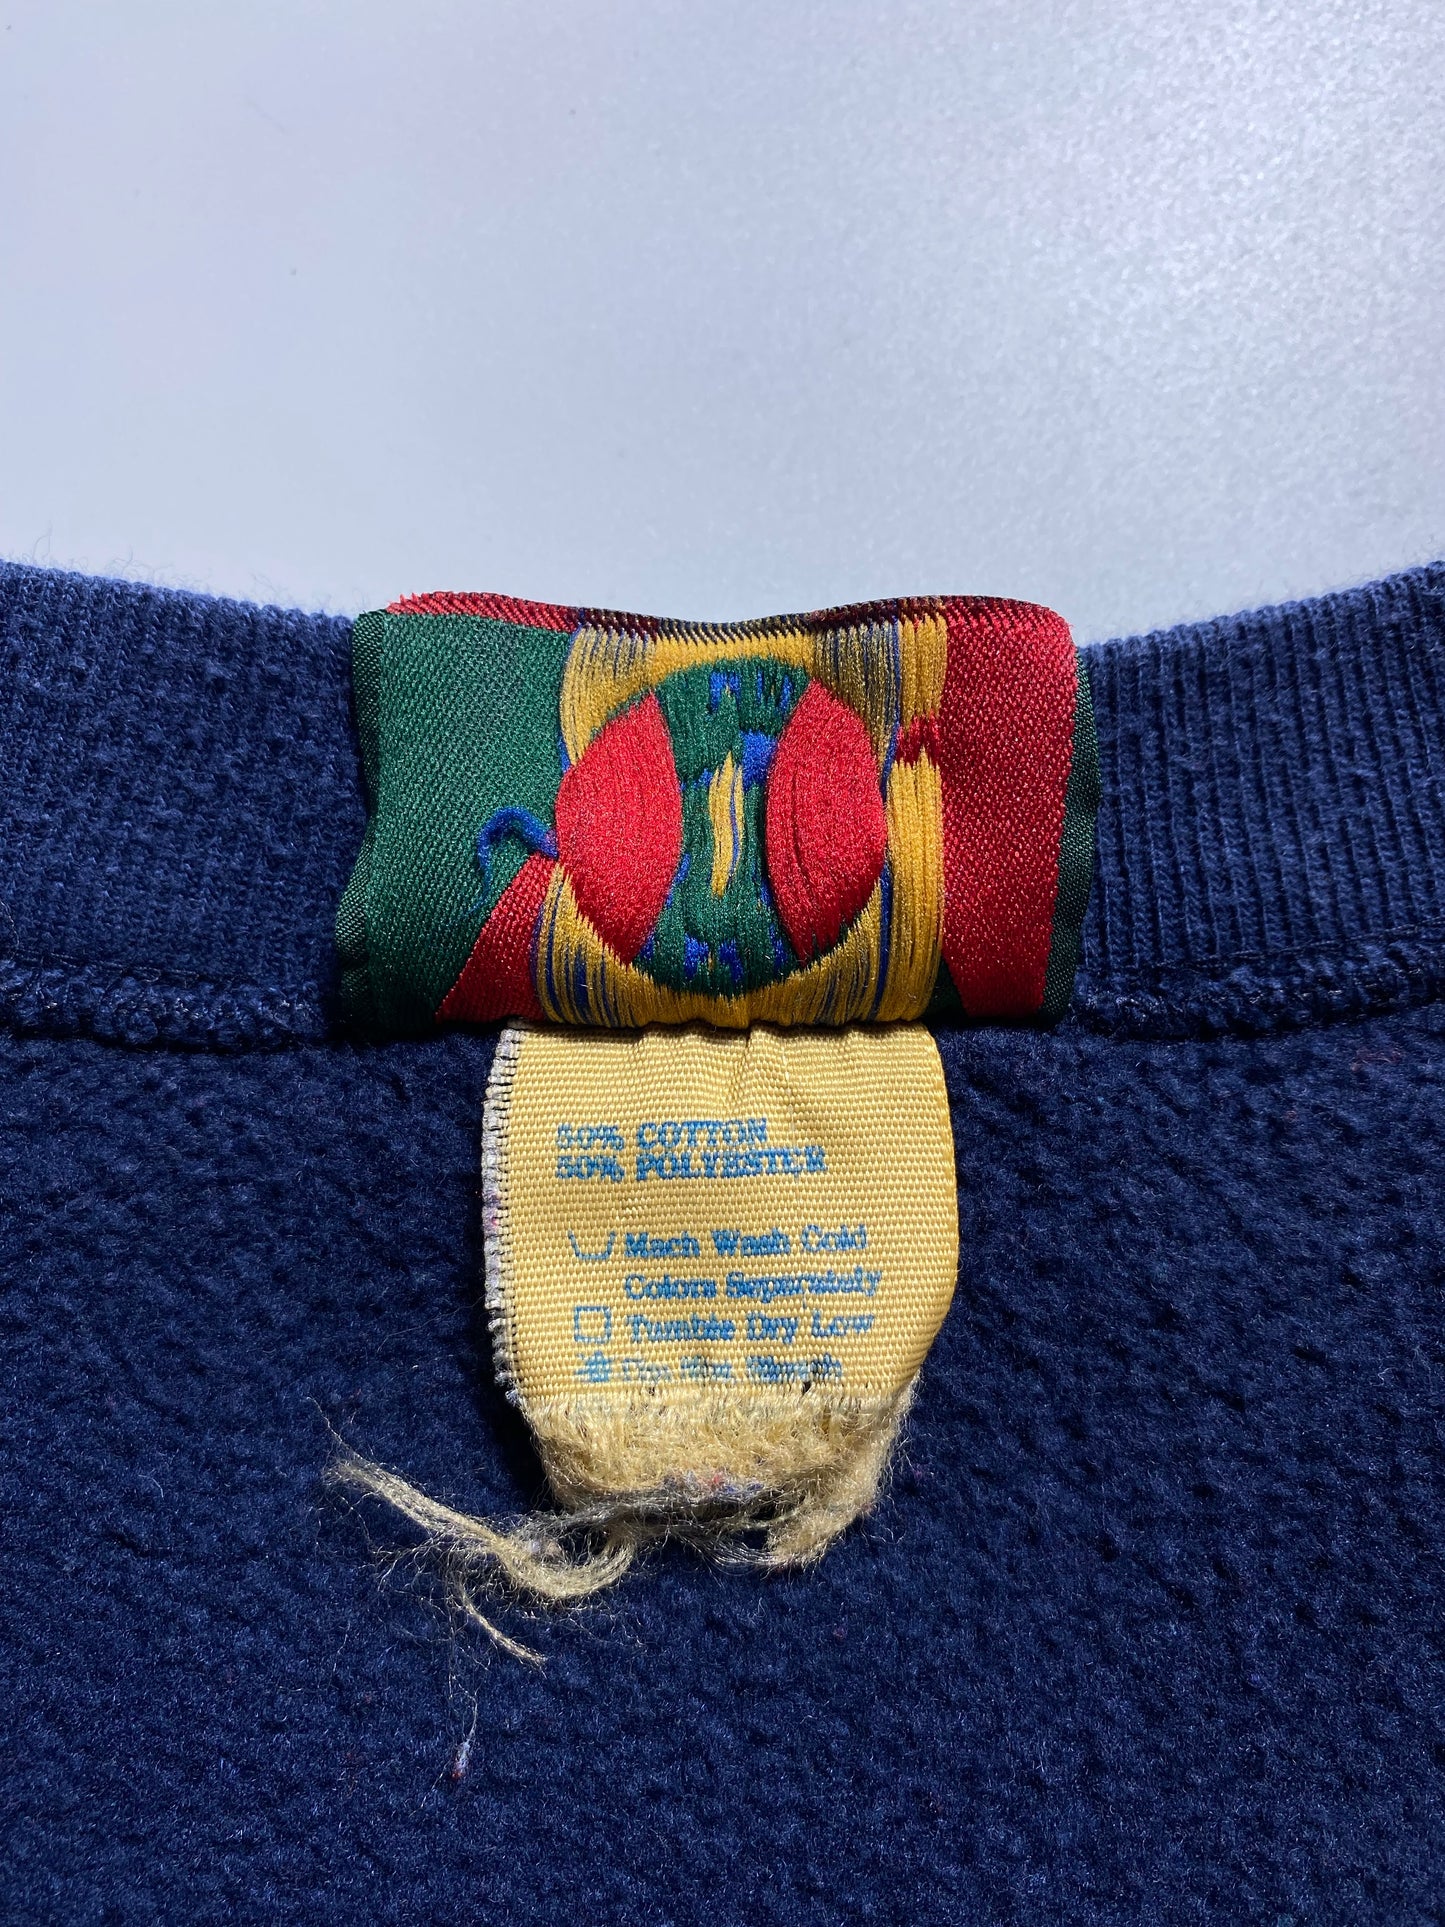 50% COTTON
50% POLYESTER
Mach Wash Cold
Colors Separately
Tumble Dry Low